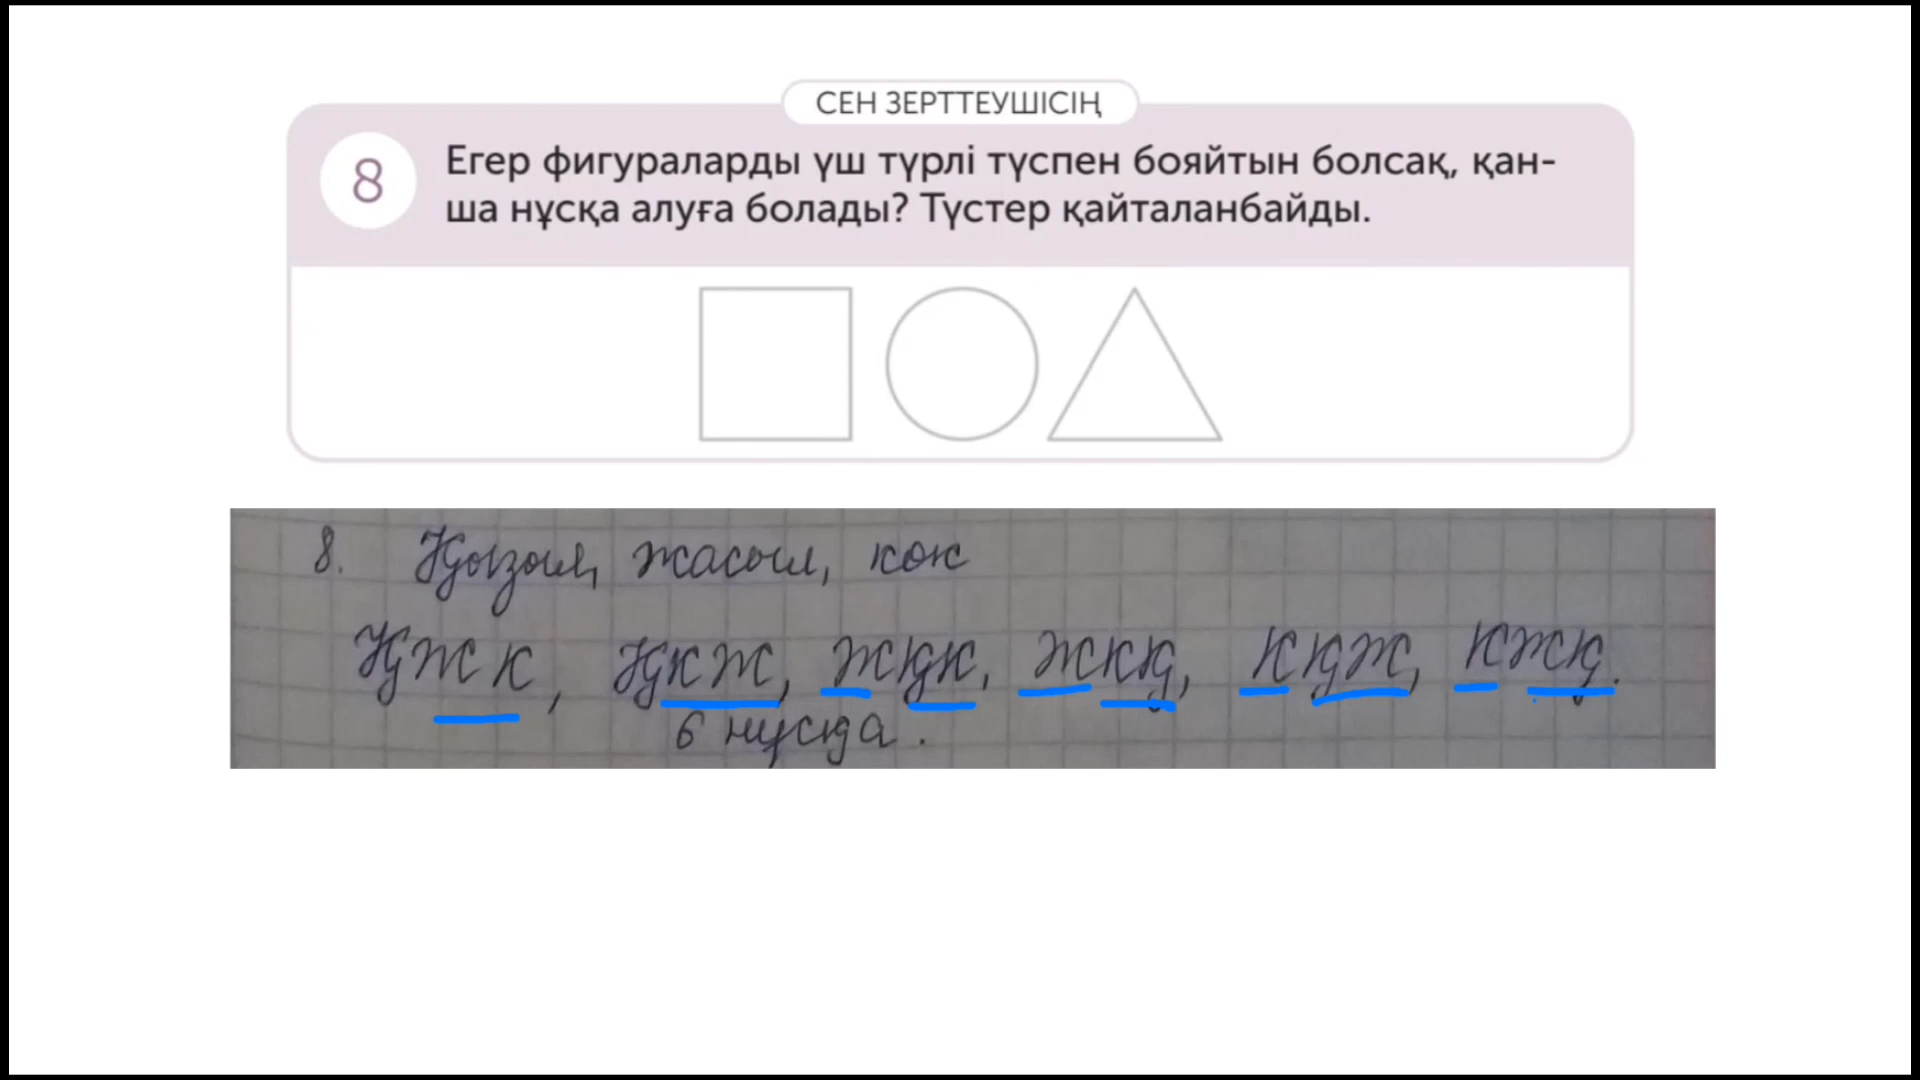 СЕН ЗЕРТТЕУШІСІҢ
8
Егер фигураларды үш түрлі түспен бояйтын болсақ, қан-
ша нұсқа алуға болады? Түстер қайталанбайды.
8. Қызыл, жасыл, көк
ҚЖК, ҚКЖ, ЖҚК, ЖКҚ, КҚЖ, КЖҚ.
6 нұсқа.